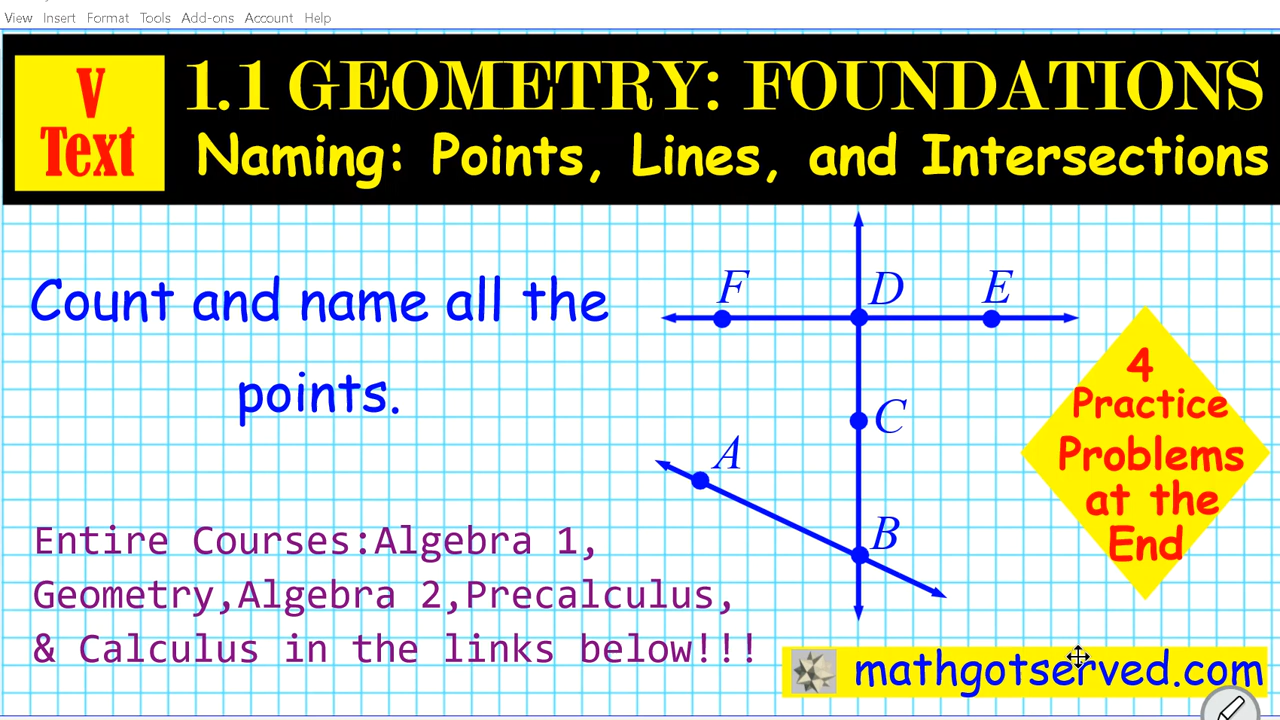 View Insert Format Tools Add-ons Account Help
V
Text
1.1 GEOMETRY: FOUNDATIONS
Naming: Points, Lines, and Intersections
Count and name all the
points.
F
D
E
C
A
B
4
Practice
Problems
at the
End
Entire Courses:Algebra 1,
Geometry,Algebra 2,Precalculus,
& Calculus in the links below!!!
mathgotserved.com